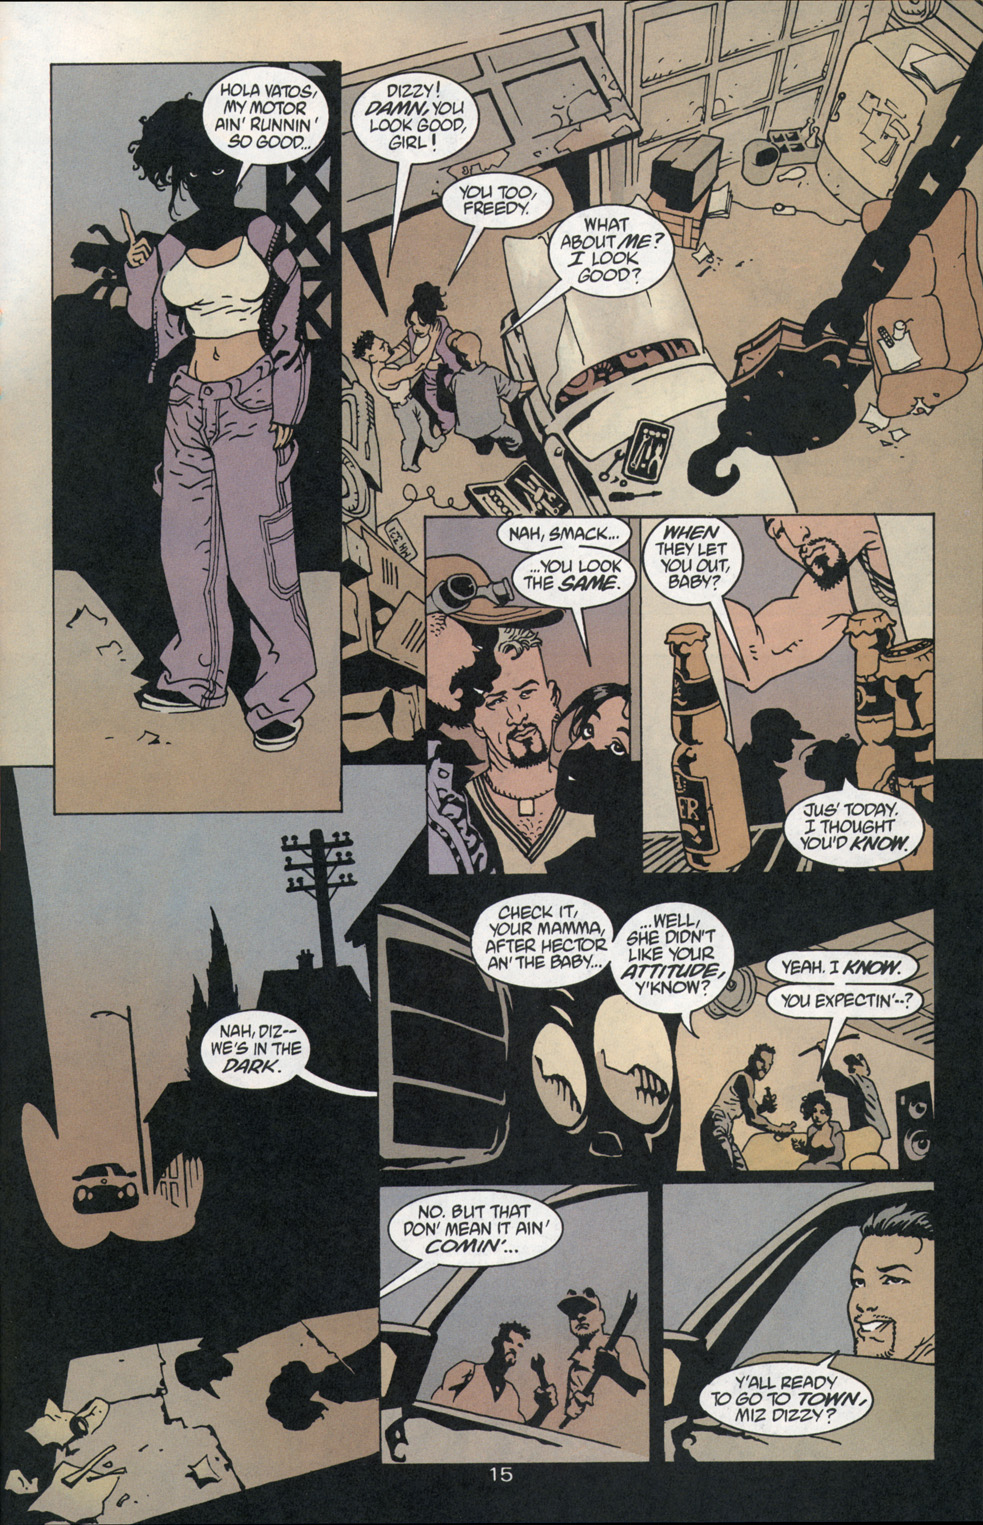 HOLA VATOS,
MY MOTOR
AIN' RUNNIN'
SO GOOD...
DIZZY!
DAMN, YOU
LOOK GOOD,
GIRL!
YOU TOO,
FREEDY.
WHAT
ABOUT ME?
I LOOK
GOOD?
NAH, SMACK...
...YOU LOOK
THE SAME.
WHEN
THEY LET
YOU OUT,
BABY?
JUS' TODAY.
I THOUGHT
YOU'D KNOW.
NAH, DIZ--
WE'S IN THE
DARK.
CHECK IT,
YOUR MAMMA,
AFTER HECTOR
AN' THE BABY...
...WELL,
SHE DIDN'T
LIKE YOUR
ATTITUDE,
Y'KNOW?
YEAH. I KNOW.
YOU EXPECTIN'--?
NO. BUT THAT
DON' MEAN IT AIN'
COMIN'...
Y'ALL READY
TO GO TO TOWN,
MIZ DIZZY?
15